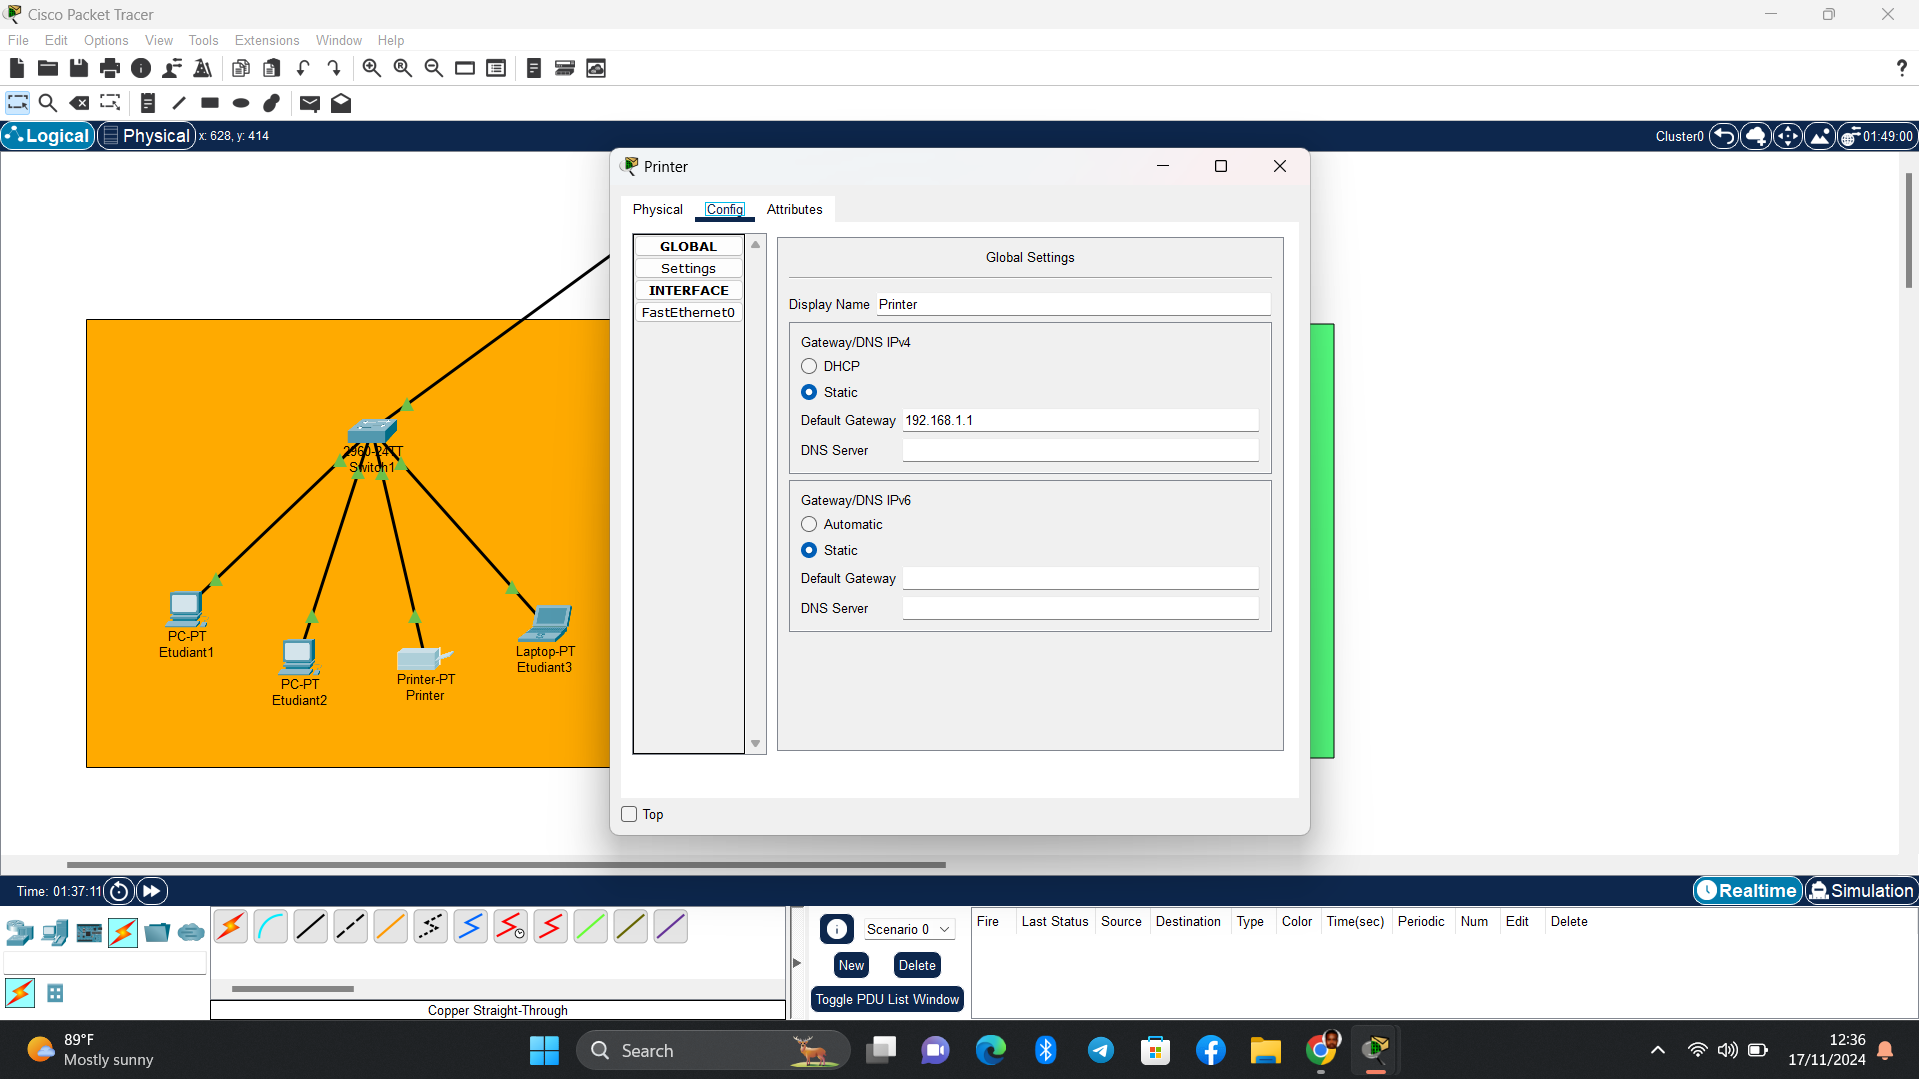 Cisco Packet Tracer
File Edit Options View Tools Extensions Window Help
?
Logical Physical x: 628, y: 414
Cluster0 01:49:00
Printer
Physical Config Attributes
GLOBAL
Settings
INTERFACE
FastEthernet0
Global Settings
Display Name Printer
Gateway/DNS IPv4
DHCP
Static
Default Gateway 192.168.1.1
DNS Server
Gateway/DNS IPv6
Automatic
Static
Default Gateway
DNS Server
Top
2960-24TT
Switch1
PC-PT
Etudiant1
PC-PT
Etudiant2
Printer-PT
Printer
Laptop-PT
Etudiant3
Time: 01:37:11
Realtime Simulation
Scenario 0
New Delete
Toggle PDU List Window
Fire Last Status Source Destination Type Color Time(sec) Periodic Num Edit Delete
Copper Straight-Through
89°F
Mostly sunny
Search
12:36
17/11/2024